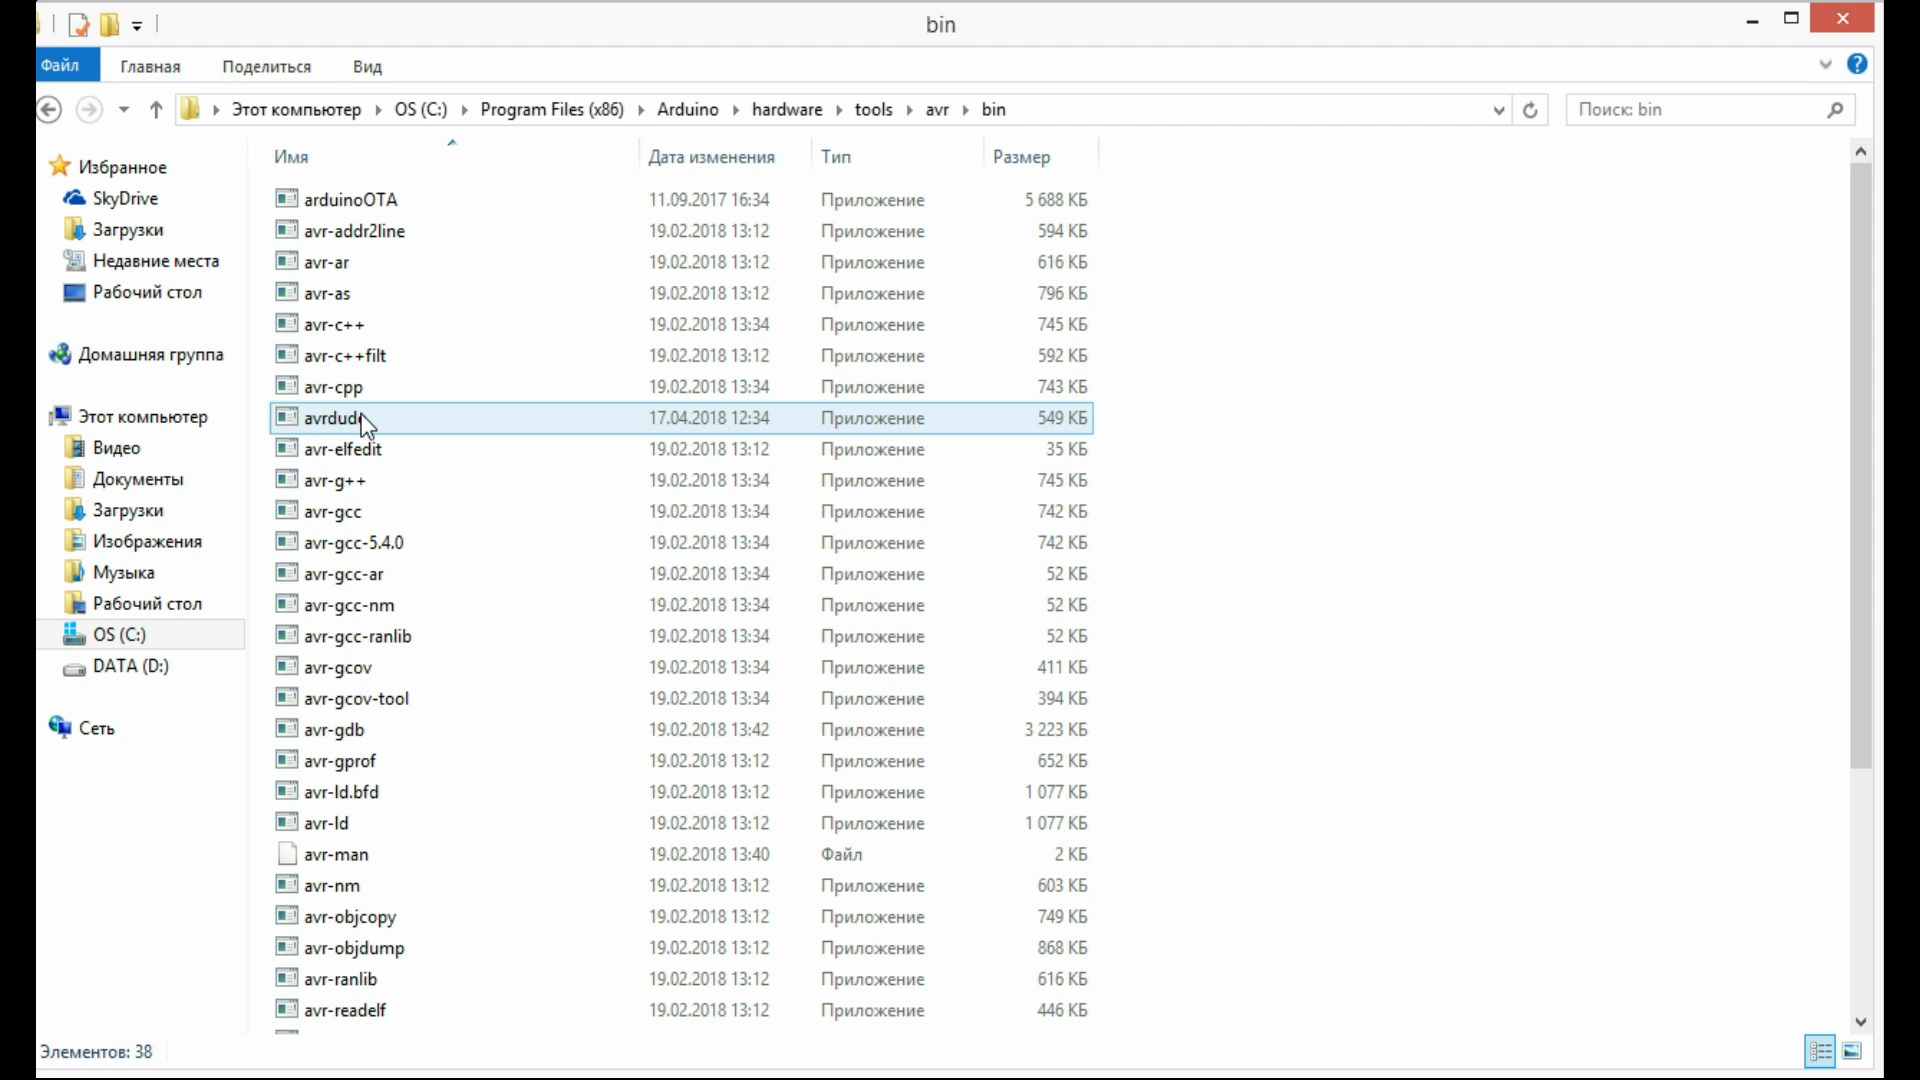 bin
Файл Главная Поделиться Вид
Этот компьютер OS (C:) Program Files (x86) Arduino hardware tools avr bin Поиск: bin
Избранное
SkyDrive
Загрузки
Недавние места
Рабочий стол
Домашняя группа
Этот компьютер
Видео
Документы
Загрузки
Изображения
Музыка
Рабочий стол
OS (C:)
DATA (D:)
Сеть
Имя Дата изменения Тип Размер
arduinoOTA 11.09.2017 16:34 Приложение 5 688 КБ
avr-addr2line 19.02.2018 13:12 Приложение 594 КБ
avr-ar 19.02.2018 13:12 Приложение 616 КБ
avr-as 19.02.2018 13:12 Приложение 796 КБ
avr-c++ 19.02.2018 13:34 Приложение 745 КБ
avr-c++filt 19.02.2018 13:12 Приложение 592 КБ
avr-cpp 19.02.2018 13:34 Приложение 743 КБ
avrdude 17.04.2018 12:34 Приложение 549 КБ
avr-elfedit 19.02.2018 13:12 Приложение 35 КБ
avr-g++ 19.02.2018 13:34 Приложение 745 КБ
avr-gcc 19.02.2018 13:34 Приложение 742 КБ
avr-gcc-5.4.0 19.02.2018 13:34 Приложение 742 КБ
avr-gcc-ar 19.02.2018 13:34 Приложение 52 КБ
avr-gcc-nm 19.02.2018 13:34 Приложение 52 КБ
avr-gcc-ranlib 19.02.2018 13:34 Приложение 52 КБ
avr-gcov 19.02.2018 13:34 Приложение 411 КБ
avr-gcov-tool 19.02.2018 13:34 Приложение 394 КБ
avr-gdb 19.02.2018 13:42 Приложение 3 223 КБ
avr-gprof 19.02.2018 13:12 Приложение 652 КБ
avr-ld.bfd 19.02.2018 13:12 Приложение 1 077 КБ
avr-ld 19.02.2018 13:12 Приложение 1 077 КБ
avr-man 19.02.2018 13:40 Файл 2 КБ
avr-nm 19.02.2018 13:12 Приложение 603 КБ
avr-objcopy 19.02.2018 13:12 Приложение 749 КБ
avr-objdump 19.02.2018 13:12 Приложение 868 КБ
avr-ranlib 19.02.2018 13:12 Приложение 616 КБ
avr-readelf 19.02.2018 13:12 Приложение 446 КБ
Элементов: 38